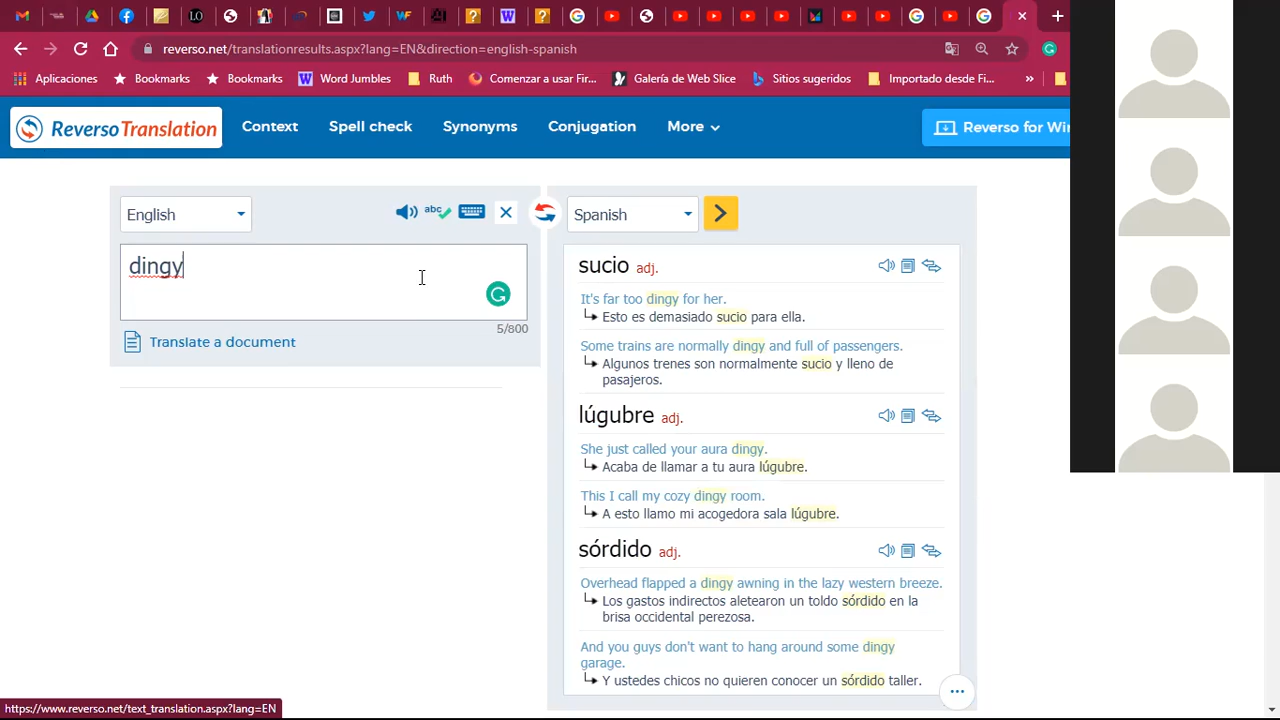 reverso.net/translationresults.aspx?lang=EN&direction=english-spanish
Aplicaciones Bookmarks Bookmarks Word Jumbles Ruth Comenzar a usar Fir... Galería de Web Slice Sitios sugeridos Importado desde Fi... »
ReversoTranslation Context Spell check Synonyms Conjugation More Reverso for Wi
English abc Spanish
dingy
5/800
Translate a document
sucio adj.
It's far too dingy for her.
Esto es demasiado sucio para ella.
Some trains are normally dingy and full of passengers.
Algunos trenes son normalmente sucio y lleno de
pasajeros.
lúgubre adj.
She just called your aura dingy.
Acaba de llamar a tu aura lúgubre.
This I call my cozy dingy room.
A esto llamo mi acogedora sala lúgubre.
sórdido adj.
Overhead flapped a dingy awning in the lazy western breeze.
Los gastos indirectos aletearon un toldo sórdido en la
brisa occidental perezosa.
And you guys don't want to hang around some dingy
garage.
Y ustedes chicos no quieren conocer un sórdido taller.
https://www.reverso.net/text_translation.aspx?lang=EN